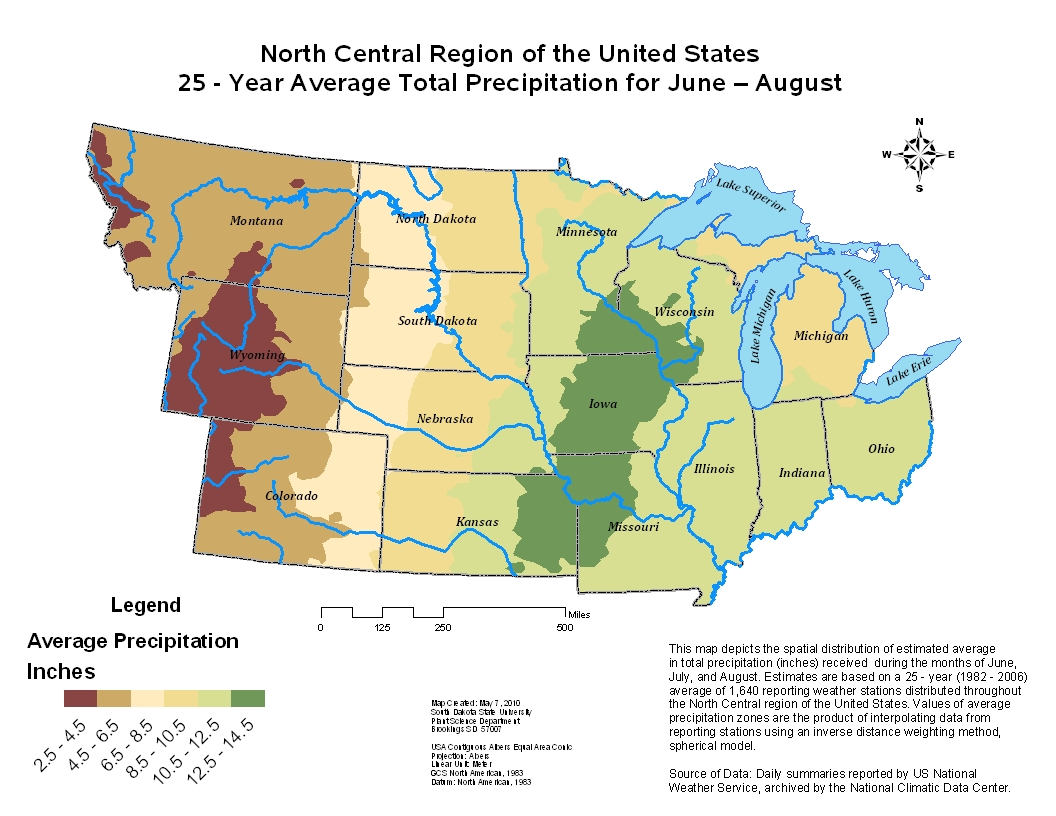 North Central Region of the United States
25 - Year Average Total Precipitation for June – August
N
W
E
S
Lake Superior
Montana
North Dakota
Minnesota
Lake Michigan
Lake Huron
Wisconsin
South Dakota
Michigan
Wyoming
Lake Erie
Iowa
Nebraska
Ohio
Illinois
Indiana
Colorado
Kansas
Missouri
Legend
Average Precipitation
Inches
2.5 - 4.5
4.5 - 6.5
6.5 - 8.5
8.5 - 10.5
10.5 - 12.5
12.5 - 14.5
Miles
0 125 250 500
Map Created: May 7, 2010
South Dakota State University
Plant Science Department
Brookings SD 57007
USA Contiguous Albers Equal Area Conic
Projection: Albers
Linear Unit: Meter
GCS North American, 1983
Datum: North American, 1983
This map depicts the spatial distribution of estimated average
in total precipitation (inches) received during the months of June,
July, and August. Estimates are based on a 25 - year (1982 - 2006)
average of 1,640 reporting weather stations distributed throughout
the North Central region of the United States. Values of average
precipitation zones are the product of interpolating data from
reporting stations using an inverse distance weighting method,
spherical model.
Source of Data: Daily summaries reported by US National
Weather Service, archived by the National Climatic Data Center.